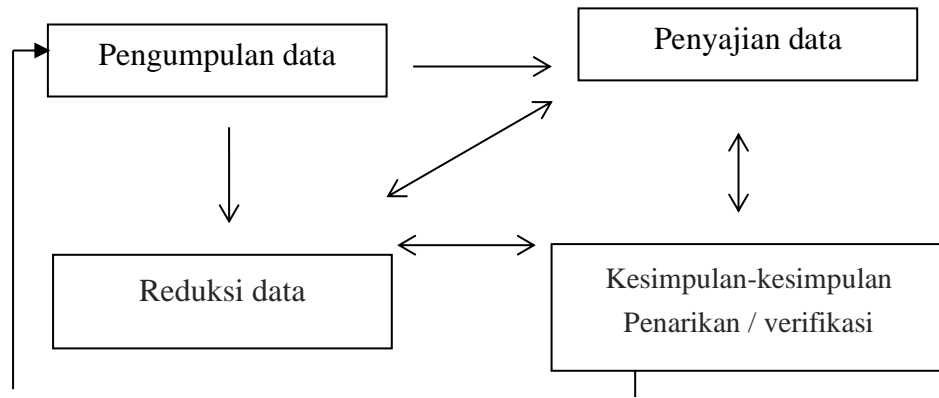 Pengumpulan data
Penyajian data
Reduksi data
Kesimpulan-kesimpulan
Penarikan / verifikasi